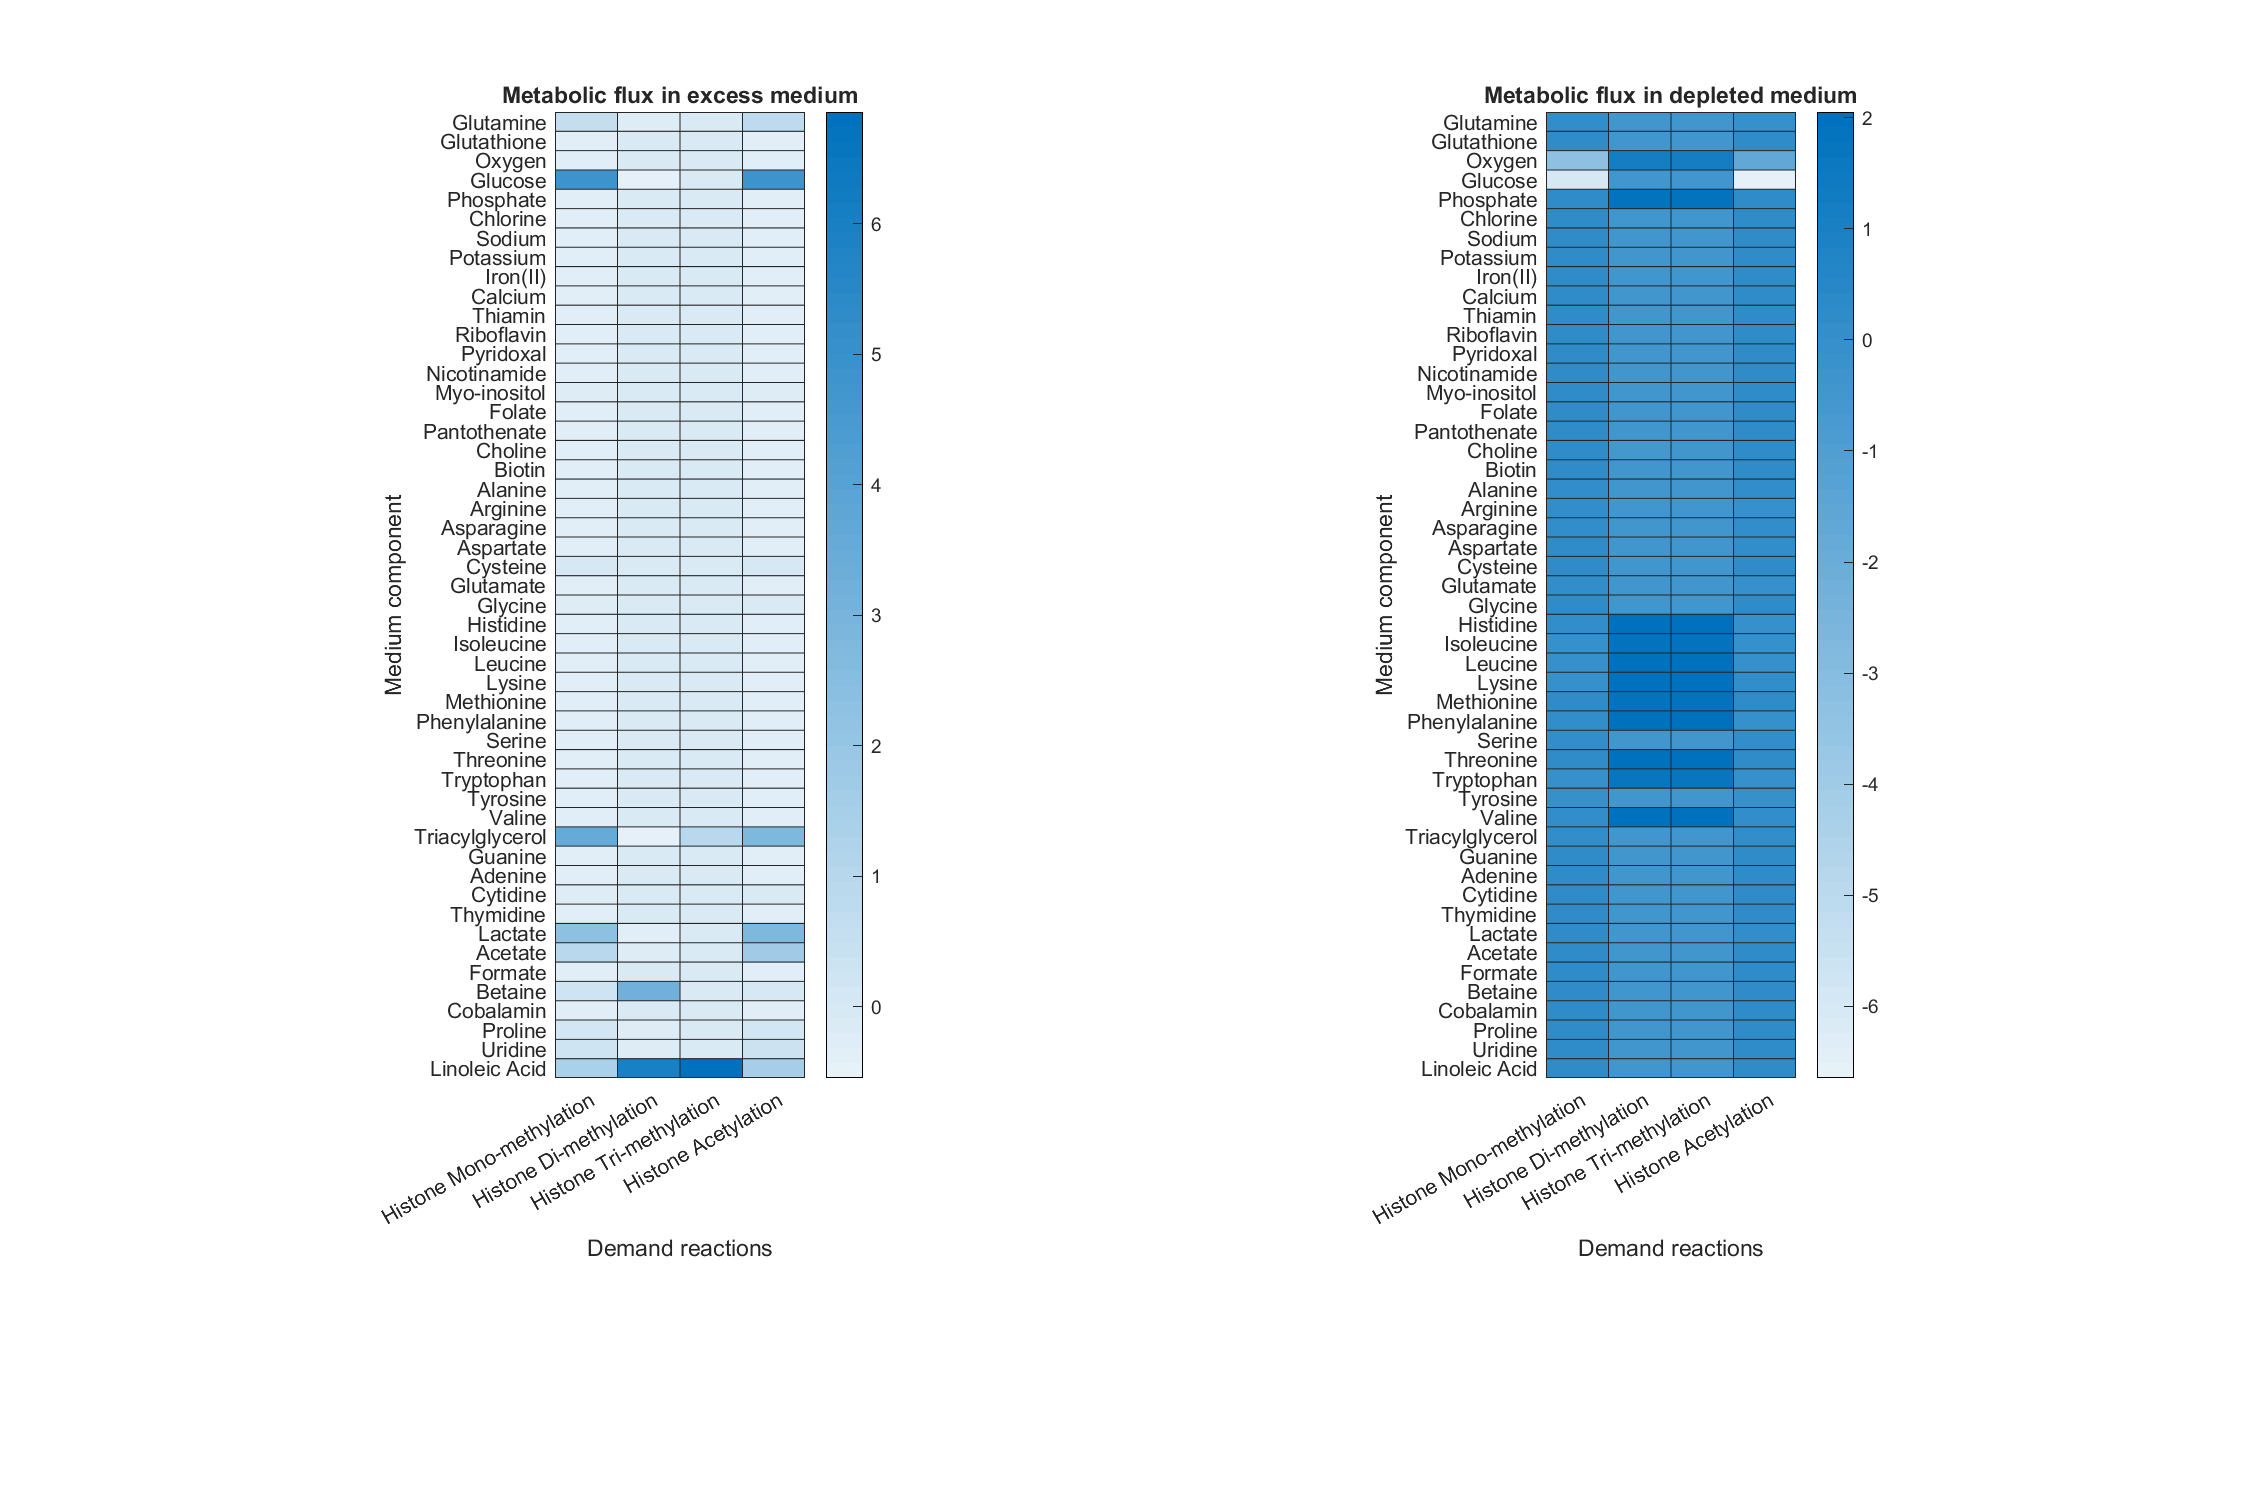 Metabolic flux in excess medium
Medium component
Glutamine
Glutathione
Oxygen
Glucose
Phosphate
Chlorine
Sodium
Potassium
Iron(II)
Calcium
Thiamin
Riboflavin
Pyridoxal
Nicotinamide
Myo-inositol
Folate
Pantothenate
Choline
Biotin
Alanine
Arginine
Asparagine
Aspartate
Cysteine
Glutamate
Glycine
Histidine
Isoleucine
Leucine
Lysine
Methionine
Phenylalanine
Serine
Threonine
Tryptophan
Tyrosine
Valine
Triacylglycerol
Guanine
Adenine
Cytidine
Thymidine
Lactate
Acetate
Formate
Betaine
Cobalamin
Proline
Uridine
Linoleic Acid
6
5
4
3
2
1
0
Histone Mono-methylation
Histone Di-methylation
Histone Tri-methylation
Histone Acetylation
Demand reactions
Metabolic flux in depleted medium
Medium component
Glutamine
Glutathione
Oxygen
Glucose
Phosphate
Chlorine
Sodium
Potassium
Iron(II)
Calcium
Thiamin
Riboflavin
Pyridoxal
Nicotinamide
Myo-inositol
Folate
Pantothenate
Choline
Biotin
Alanine
Arginine
Asparagine
Aspartate
Cysteine
Glutamate
Glycine
Histidine
Isoleucine
Leucine
Lysine
Methionine
Phenylalanine
Serine
Threonine
Tryptophan
Tyrosine
Valine
Triacylglycerol
Guanine
Adenine
Cytidine
Thymidine
Lactate
Acetate
Formate
Betaine
Cobalamin
Proline
Uridine
Linoleic Acid
2
1
0
-1
-2
-3
-4
-5
-6
Histone Mono-methylation
Histone Di-methylation
Histone Tri-methylation
Histone Acetylation
Demand reactions